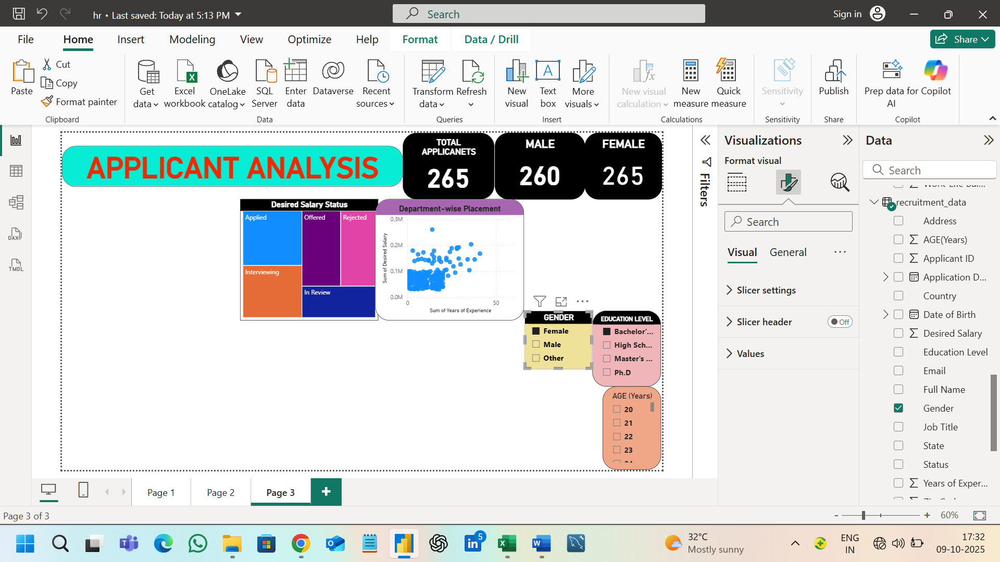 hr • Last saved: Today at 5:13 PM
Search
Sign in
File
Home
Insert
Modeling
View
Optimize
Help
Format
Data / Drill
Share
Paste
Cut
Copy
Format painter
Clipboard
Get data
Excel workbook
OneLake catalog
SQL Server
Enter data
Dataverse
Recent sources
Data
Transform data
Refresh
Queries
New visual
Text box
More visuals
Insert
New visual calculation
New measure
Quick measure
Calculations
Sensitivity
Sensitivity
Publish
Share
Prep data for AI
Copilot
Copilot
DAX
TMDL
APPLICANT ANALYSIS
TOTAL
APPLICANETS
265
MALE
260
FEMALE
265
Desired Salary Status
Applied
Offered
Rejected
Interviewing
In Review
Department-wise Placement
Sum of Desired Salary
0.3M
0.2M
0.1M
0.0M
0
50
Sum of Years of Experience
GENDER
Female
Male
Other
EDUCATION LEVEL
Bachelor'...
High Sch...
Master's ...
Ph.D
AGE (Years)
20
21
22
23
Filters
Visualizations
Format visual
Search
Visual
General
Slicer settings
Slicer header
Off
Values
Data
Search
recruitment_data
Address
AGE(Years)
Applicant ID
Application D...
Country
Date of Birth
Desired Salary
Education Level
Email
Full Name
Gender
Job Title
State
Status
Years of Exper...
Page 1
Page 2
Page 3
Page 3 of 3
- + 60%
5
32°C
Mostly sunny
ENG
IN
17:32
09-10-2025